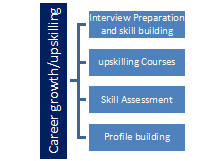 Career growth/upskilling
Interview Preparation
and skill building
upskilling Courses
Skill Assessment
Profile building